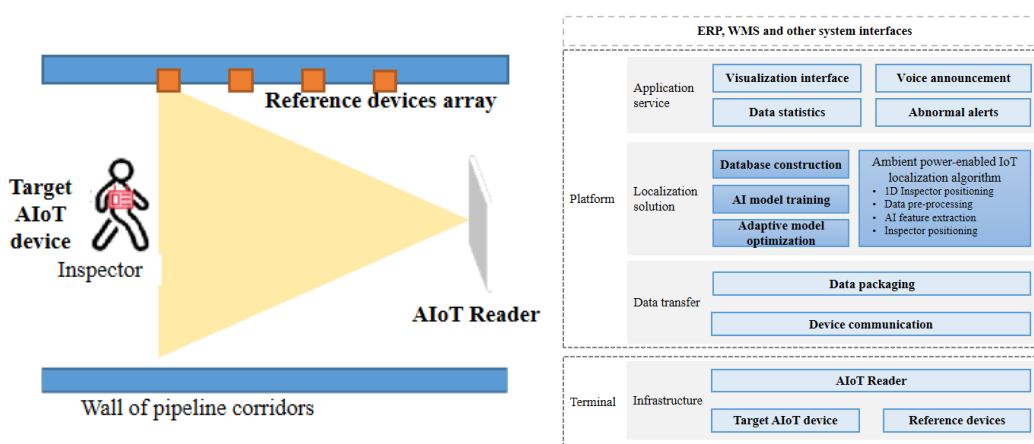 Reference devices array
Target
AIoT
device
Inspector
AIoT Reader
Wall of pipeline corridors
ERP, WMS and other system interfaces
Platform
Application
service
Visualization interface
Voice announcement
Data statistics
Abnormal alerts
Localization
solution
Database construction
AI model training
Adaptive model
optimization
Ambient power-enabled IoT
localization algorithm
• 1D Inspector positioning
• Data pre-processing
• AI feature extraction
• Inspector positioning
Data transfer
Data packaging
Device communication
Terminal
Infrastructure
AIoT Reader
Target AIoT device
Reference devices